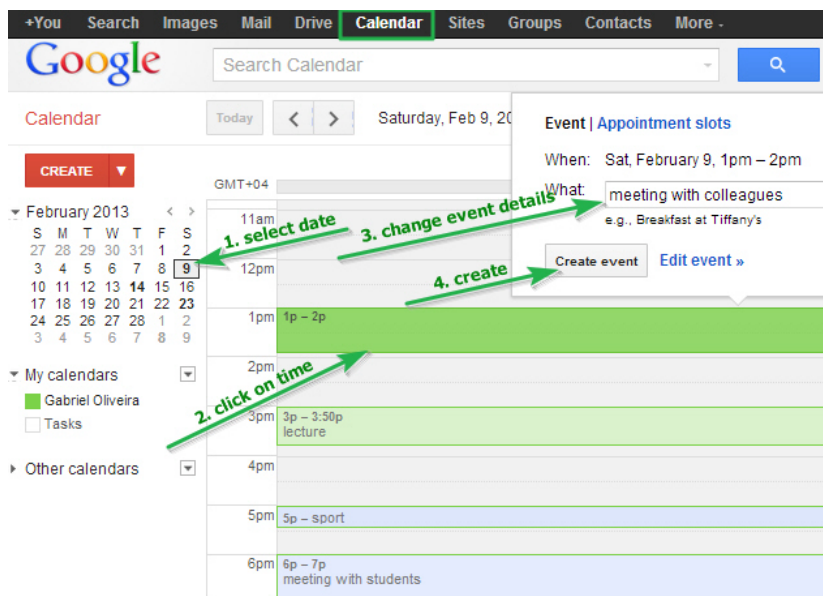 +You Search Images Mail Drive Calendar Sites Groups Contacts More
Google
Search Calendar
Calendar
Today
Saturday, Feb 9, 20
Event | Appointment slots
When: Sat, February 9, 1pm – 2pm
What: meeting with colleagues
e.g., Breakfast at Tiffany's
Create event Edit event »
CREATE
GMT+04
February 2013 < >
S M T W T F S
27 28 29 30 31 1 2
3 4 5 6 7 8 9
10 11 12 13 14 15 16
17 18 19 20 21 22 23
24 25 26 27 28 1 2
3 4 5 6 7 8 9
1. select date
3. change event details
4. create
2. click on time
My calendars
Gabriel Oliveira
Tasks
Other calendars
11am
12pm
1pm 1p – 2p
2pm
3pm 3p – 3:50p
lecture
4pm
5pm 5p – sport
6pm 6p – 7p
meeting with students